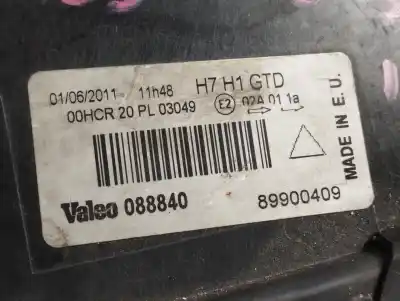 01/06/2011 11h48 H7 H1 GTD
00HCR 20 PL 03049 E2 02A 01 1a
MADE IN E.U.
Valeo 088840 89900409